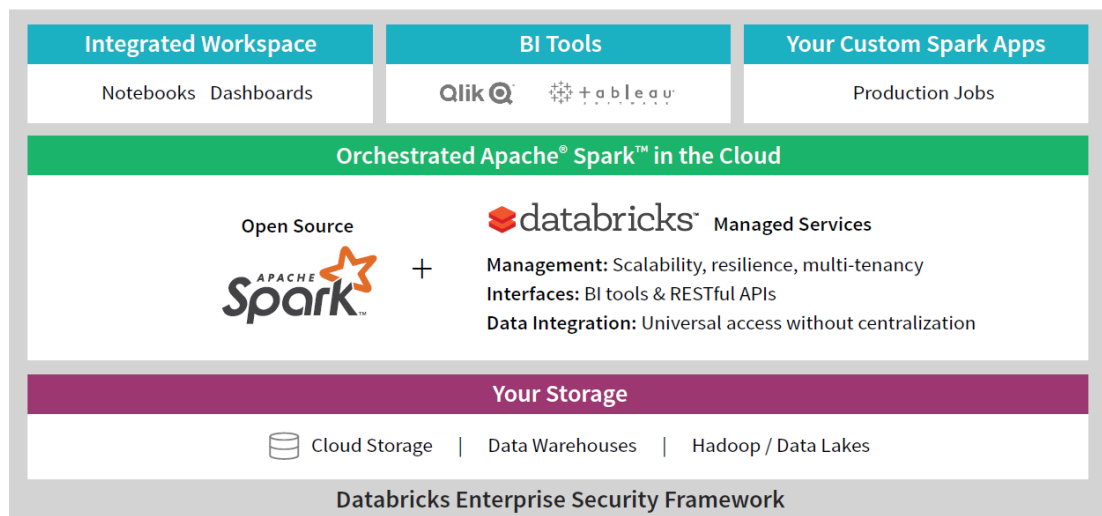 Integrated Workspace
BI Tools
Your Custom Spark Apps
Notebooks Dashboards
Qlik Q
+ableau
Production Jobs
Orchestrated Apache® Spark™ in the Cloud
Open Source
databricks™ Managed Services
APACHE
Spark™
+
Management: Scalability, resilience, multi-tenancy
Interfaces: BI tools & RESTful APIs
Data Integration: Universal access without centralization
Your Storage
Cloud Storage | Data Warehouses | Hadoop / Data Lakes
Databricks Enterprise Security Framework